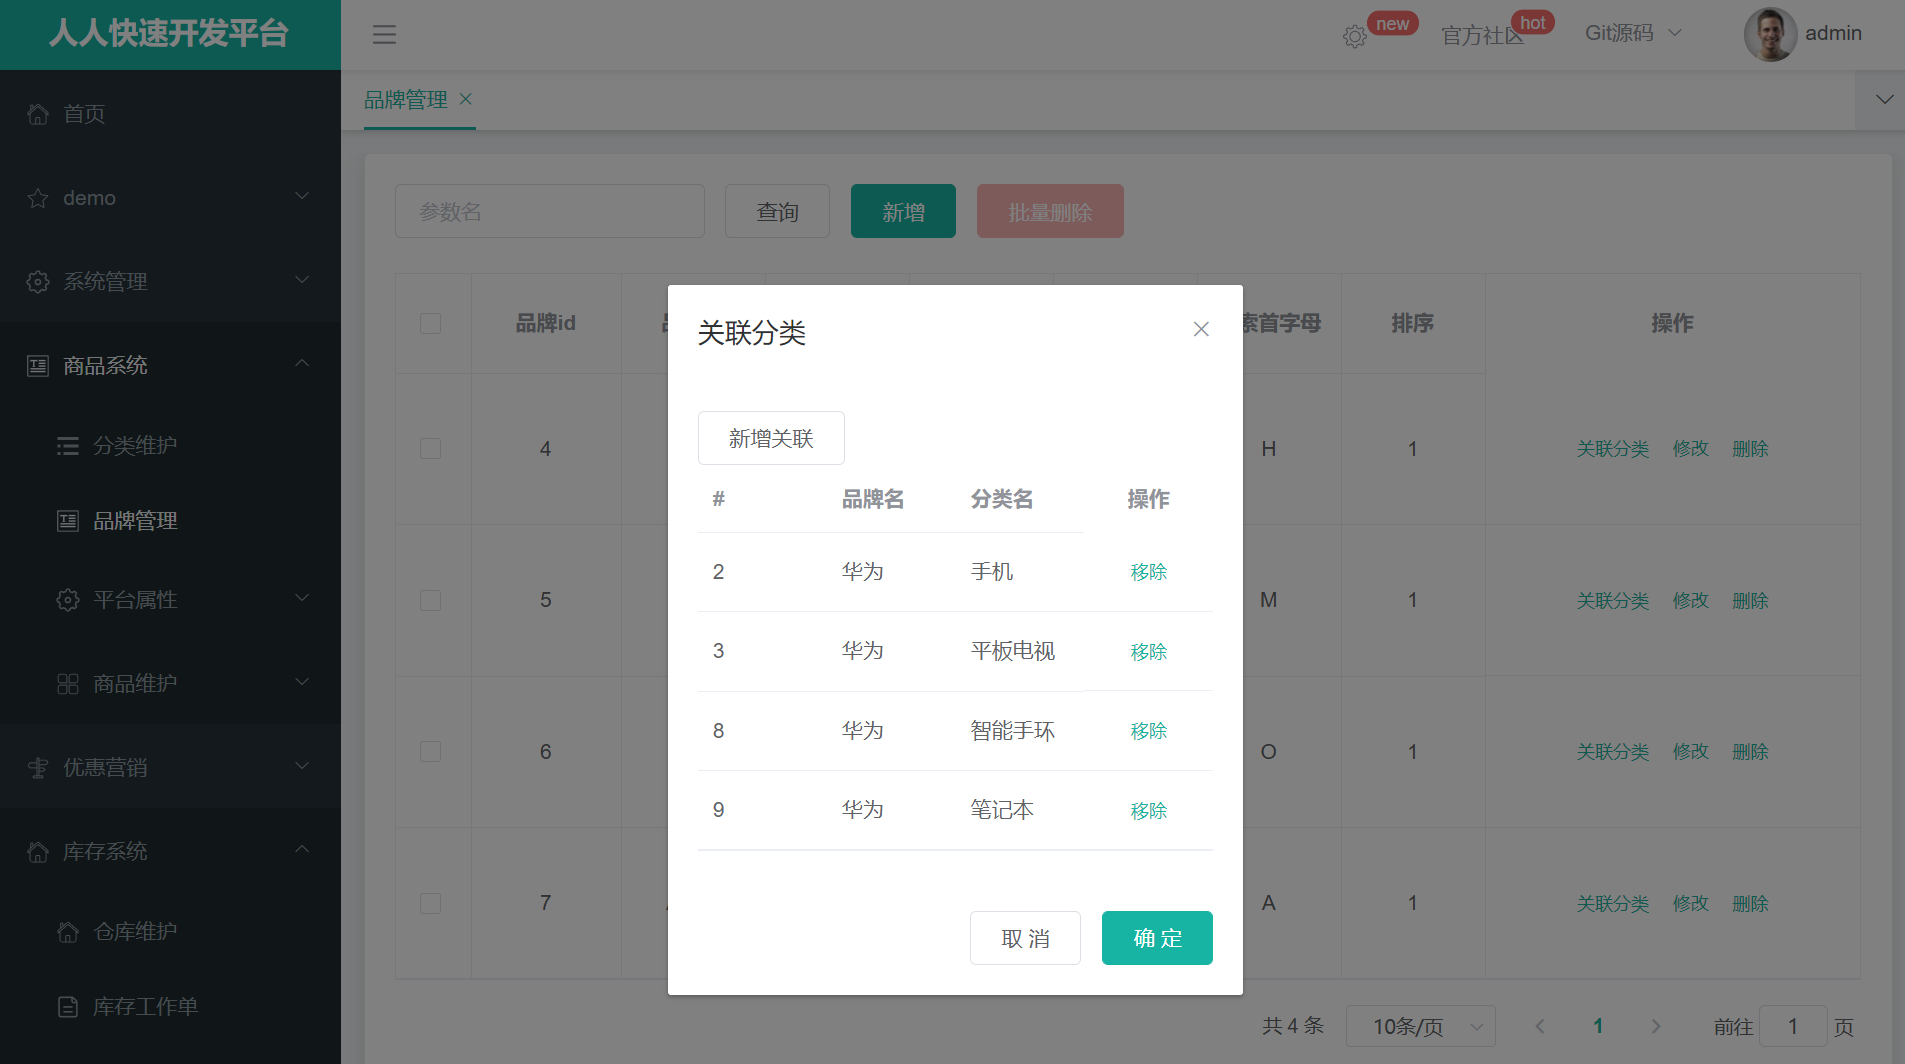 人人快速开发平台
new
官方社区
hot
Git源码
admin
首页
demo
系统管理
商品系统
分类维护
品牌管理
平台属性
商品维护
优惠营销
库存系统
仓库维护
库存工作单
品牌管理
参数名
查询
新增
批量删除
品牌id
索首字母
排序
操作
4
H
1
关联分类 修改 删除
5
M
1
关联分类 修改 删除
6
O
1
关联分类 修改 删除
7
A
1
关联分类 修改 删除
共 4 条
10条/页
1
前往 1 页
关联分类
新增关联
# 品牌名 分类名 操作
2 华为 手机 移除
3 华为 平板电视 移除
8 华为 智能手环 移除
9 华为 笔记本 移除
取 消
确 定